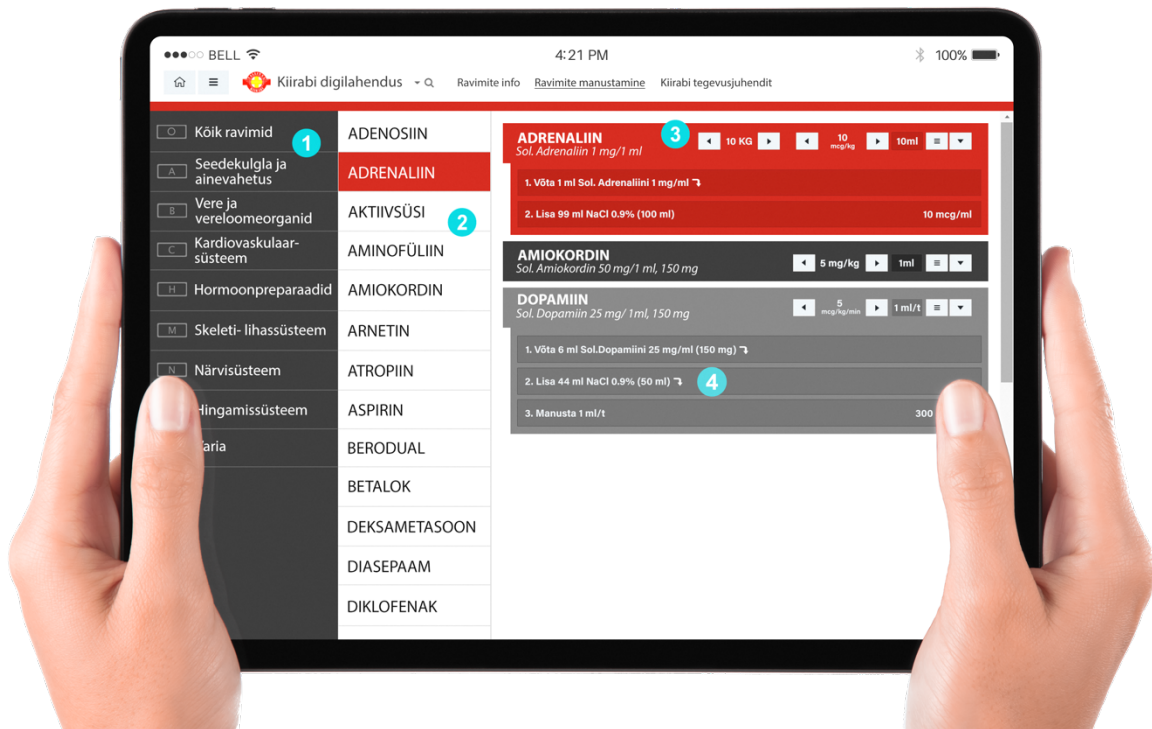 BELL
4:21 PM
100%
Kiirabi digilahendus
Ravimite info
Ravimite manustamine
Kiirabi tegevusjuhendit
O
Kõik ravimid
1
A
Seedekulgla ja
ainevahetus
B
Vere ja
vereloomeorganid
C
Kardiovaskulaar-
süsteem
H
Hormoonpreparaadid
M
Skeleti- lihassüsteem
N
Närvisüsteem
Hingamissüsteem
ADENOSIIN
ADRENALIIN
AKTIIVSÜSI
2
AMINOFÜLIIN
AMIOKORDIN
ARNETIN
ATROPIIN
ASPIRIN
BERODUAL
BETALOK
DEKSAMETASOON
DIASEPAAM
DIKLOFENAK
ADRENALIIN
3
10 KG
10
mcg/kg
10ml
Sol. Adrenaliin 1 mg/1 ml
1. Võta 1 ml Sol. Adrenaliini 1 mg/ml
2. Lisa 99 ml NaCl 0.9% (100 ml)
10 mcg/ml
AMIOKORDIN
5 mg/kg
1ml
Sol. Amiokordin 50 mg/1 ml, 150 mg
DOPAMIIN
5
mcg/kg/min
1 ml/t
Sol. Dopamiin 25 mg/ 1ml, 150 mg
1. Võta 6 ml Sol.Dopamiini 25 mg/ml (150 mg)
2. Lisa 44 ml NaCl 0.9% (50 ml)
4
3. Manusta 1 ml/t
300